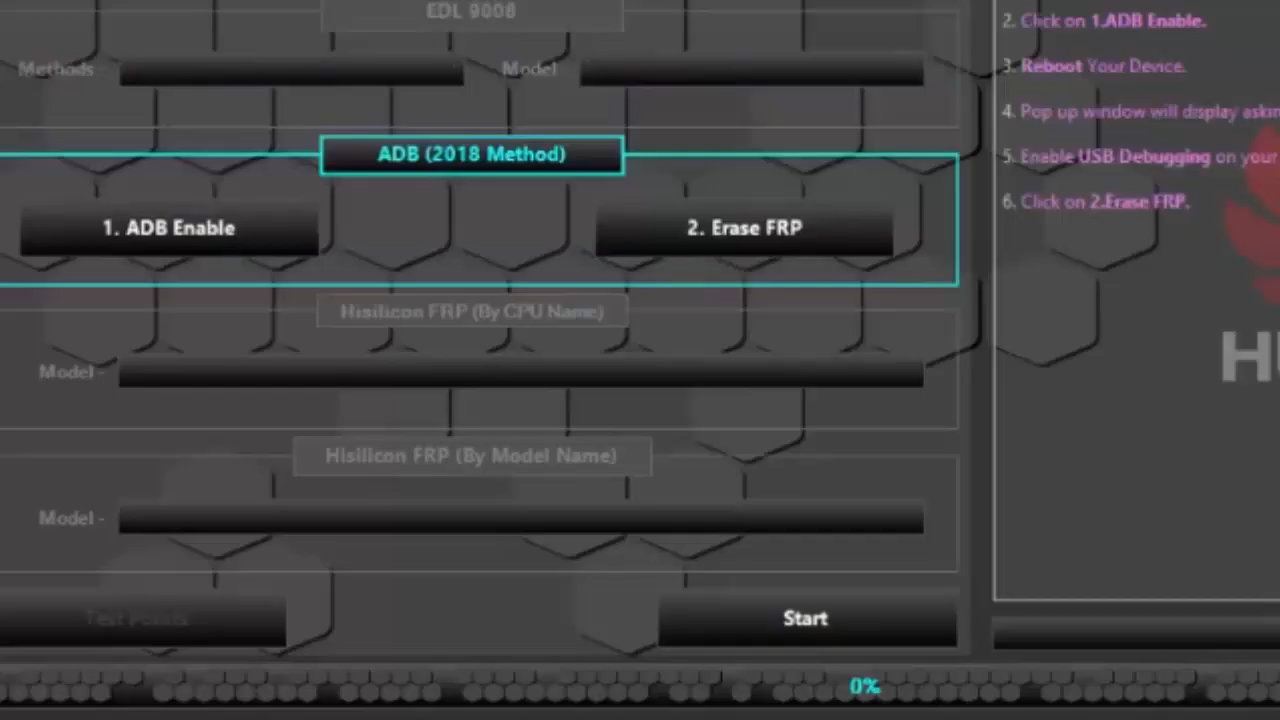 EDL 9008
Methods -
Model
ADB (2018 Method)
1. ADB Enable
2. Erase FRP
Hisilicon FRP (By CPU Name)
Model -
Hisilicon FRP (By Model Name)
Model -
Test Points
Start
0%
2. Click on 1.ADB Enable.
3. Reboot Your Device.
4. Pop up window will display
5. Enable USB Debugging on your
6. Click on 2.Erase FRP.